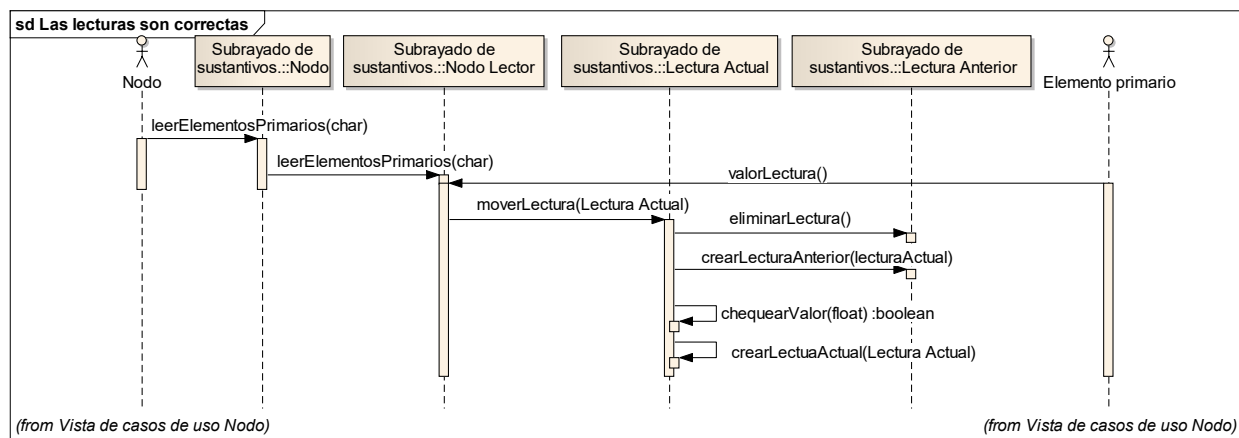 sd Las lecturas son correctas
Nodo
Subrayado de
sustantivos.::Nodo
Subrayado de
sustantivos.::Nodo Lector
Subrayado de
sustantivos.::Lectura Actual
Subrayado de
sustantivos.::Lectura Anterior
Elemento primario
leerElementosPrimarios(char)
leerElementosPrimarios(char)
valorLectura()
moverLectura(Lectura Actual)
eliminarLectura()
crearLecturaAnterior(lecturaActual)
chequearValor(float) :boolean
crearLectuaActual(Lectura Actual)
(from Vista de casos de uso Nodo)
(from Vista de casos de uso Nodo)